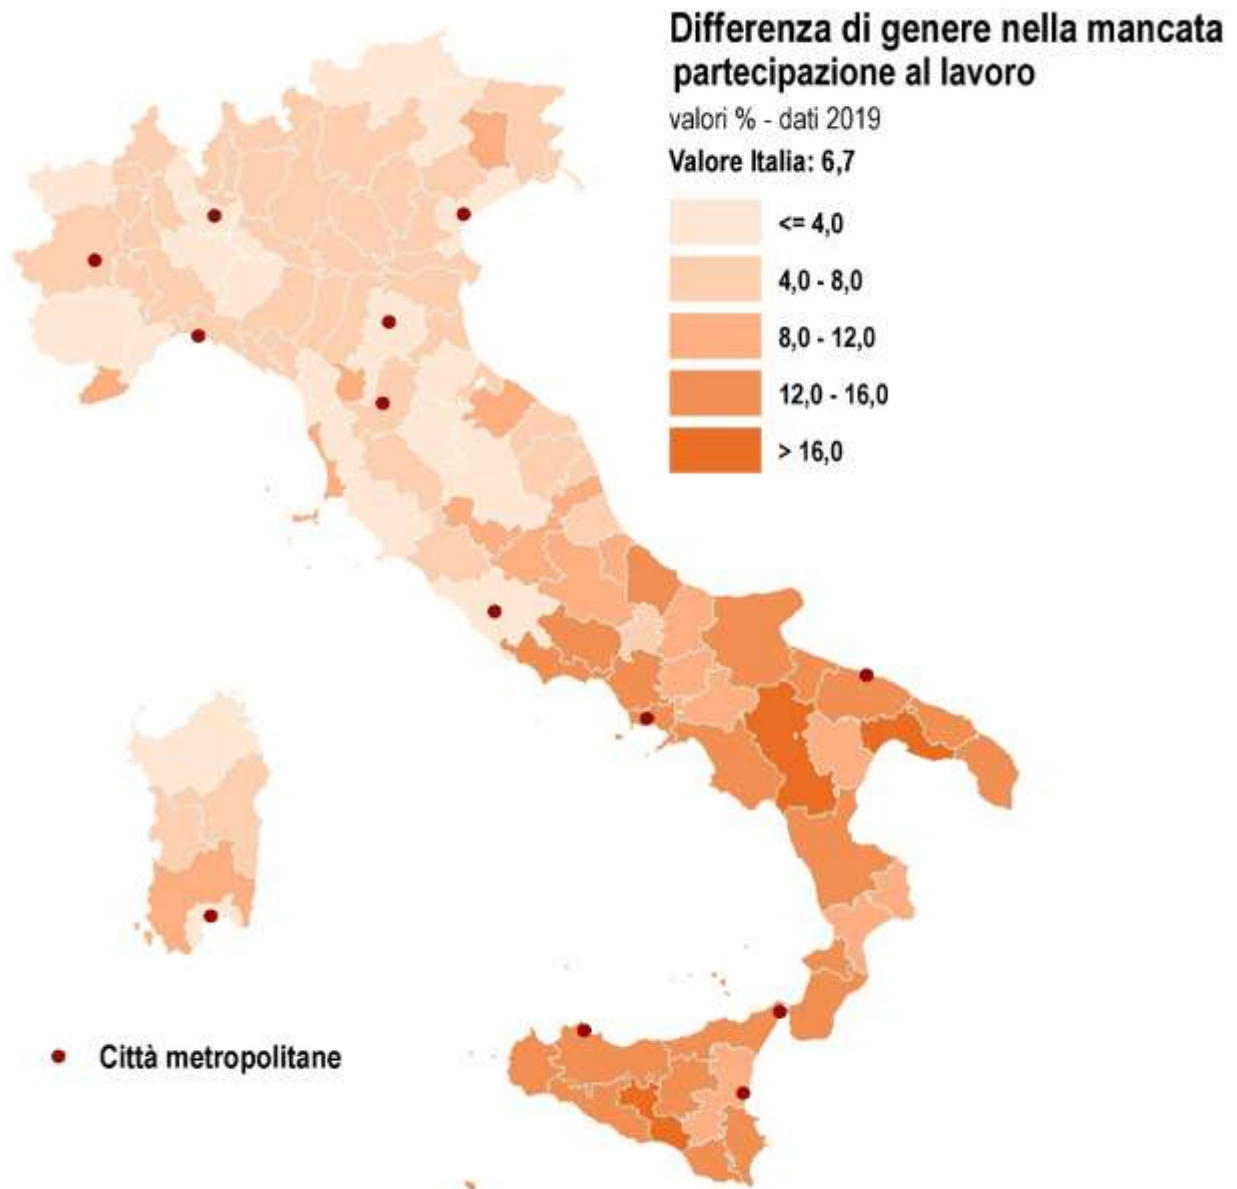 Differenza di genere nella mancata
partecipazione al lavoro
valori % - dati 2019
Valore Italia: 6,7
<= 4,0
4,0 - 8,0
8,0 - 12,0
12,0 - 16,0
> 16,0
Città metropolitane